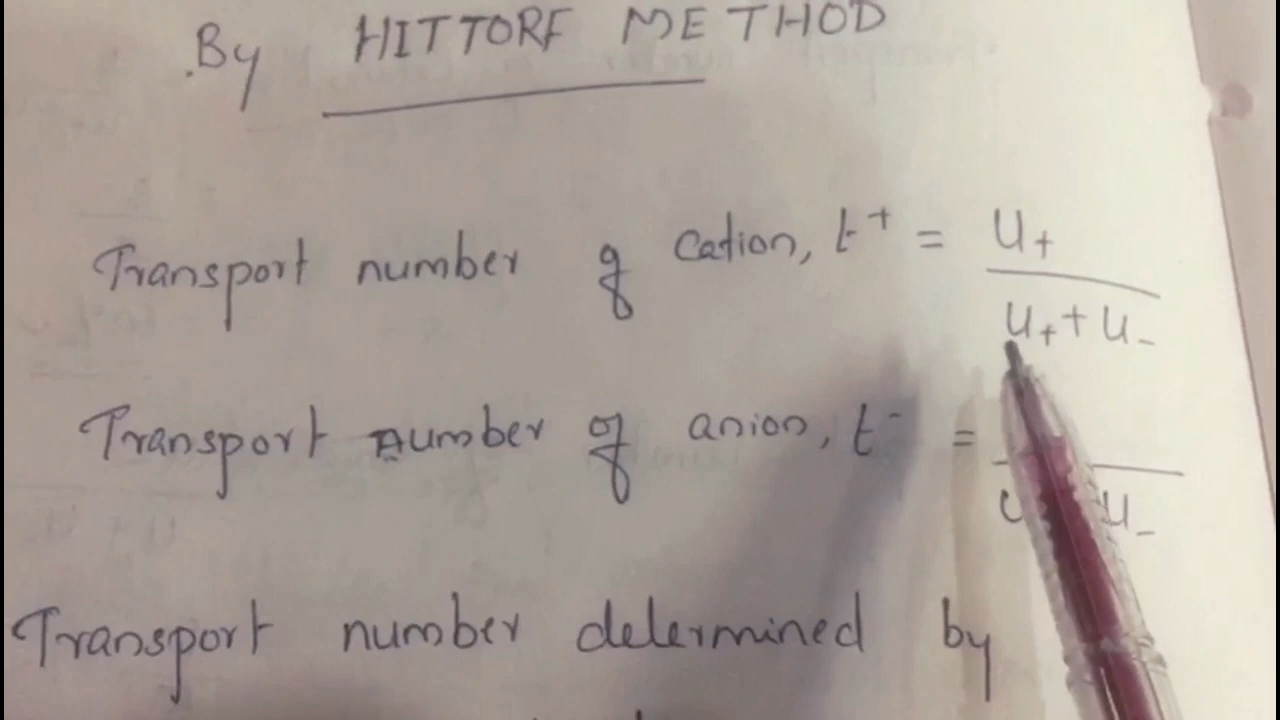 By HITTORF METHOD
Transport number of cation, t+ = u+
u+ + u-
Transport number of anion, t- =
u-
Transport number determined by